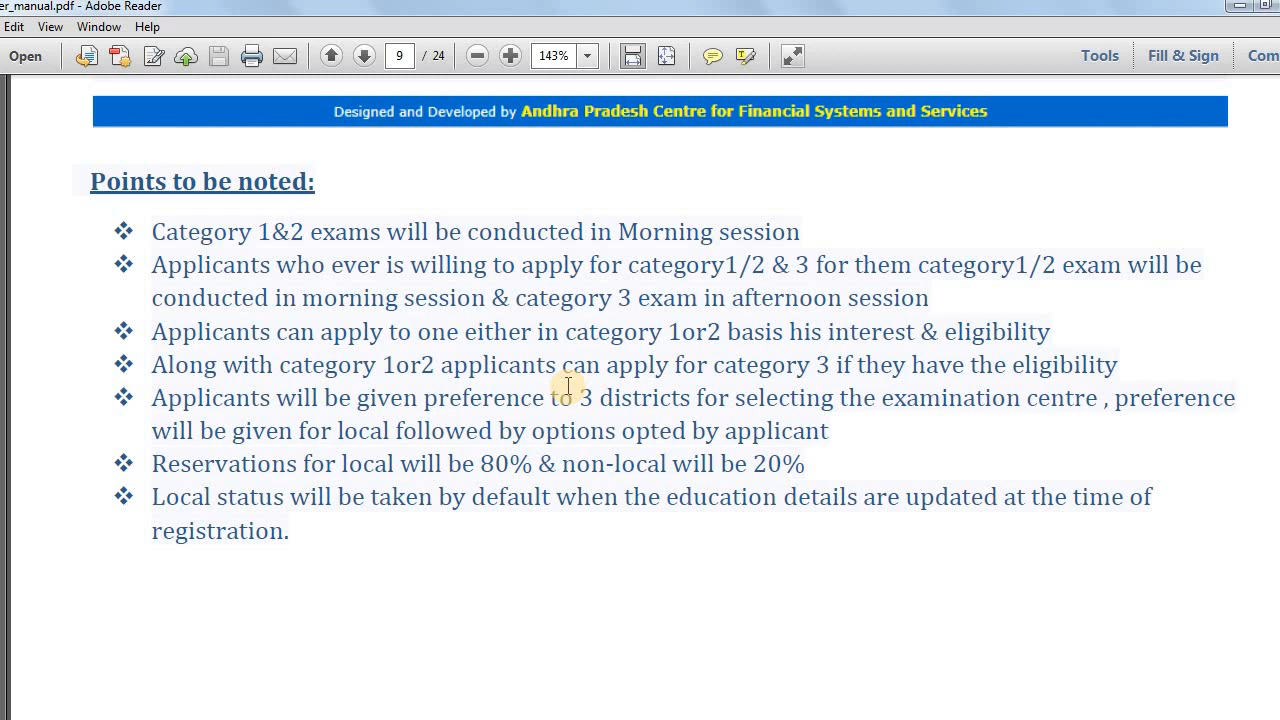 er_manual.pdf - Adobe Reader
Edit View Window Help
Open 9 / 24 143% Tools Fill & Sign Com
Designed and Developed by Andhra Pradesh Centre for Financial Systems and Services
Points to be noted:
❖ Category 1&2 exams will be conducted in Morning session
❖ Applicants who ever is willing to apply for category1/2 & 3 for them category1/2 exam will be
conducted in morning session & category 3 exam in afternoon session
❖ Applicants can apply to one either in category 1or2 basis his interest & eligibility
❖ Along with category 1or2 applicants can apply for category 3 if they have the eligibility
❖ Applicants will be given preference to 3 districts for selecting the examination centre , preference
will be given for local followed by options opted by applicant
❖ Reservations for local will be 80% & non-local will be 20%
❖ Local status will be taken by default when the education details are updated at the time of
registration.